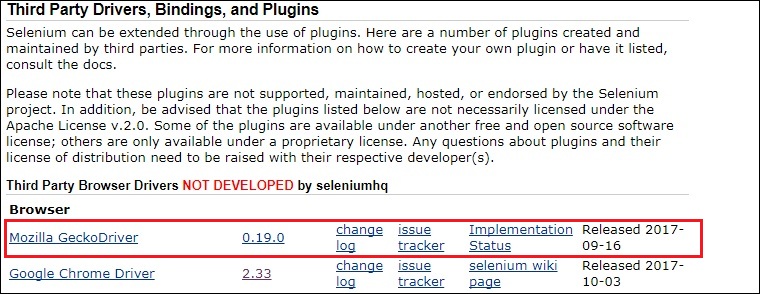 Third Party Drivers, Bindings, and Plugins
Selenium can be extended through the use of plugins. Here are a number of plugins created and
maintained by third parties. For more information on how to create your own plugin or have it listed,
consult the docs.
Please note that these plugins are not supported, maintained, hosted, or endorsed by the Selenium
project. In addition, be advised that the plugins listed below are not necessarily licensed under the
Apache License v.2.0. Some of the plugins are available under another free and open source software
license; others are only available under a proprietary license. Any questions about plugins and their
license of distribution need to be raised with their respective developer(s).
Third Party Browser Drivers NOT DEVELOPED by seleniumhq
Browser
Mozilla GeckoDriver 0.19.0 change issue Implementation Released 2017-
log tracker Status 09-16
Google Chrome Driver 2.33 change issue selenium wiki Released 2017-
log tracker page 10-03